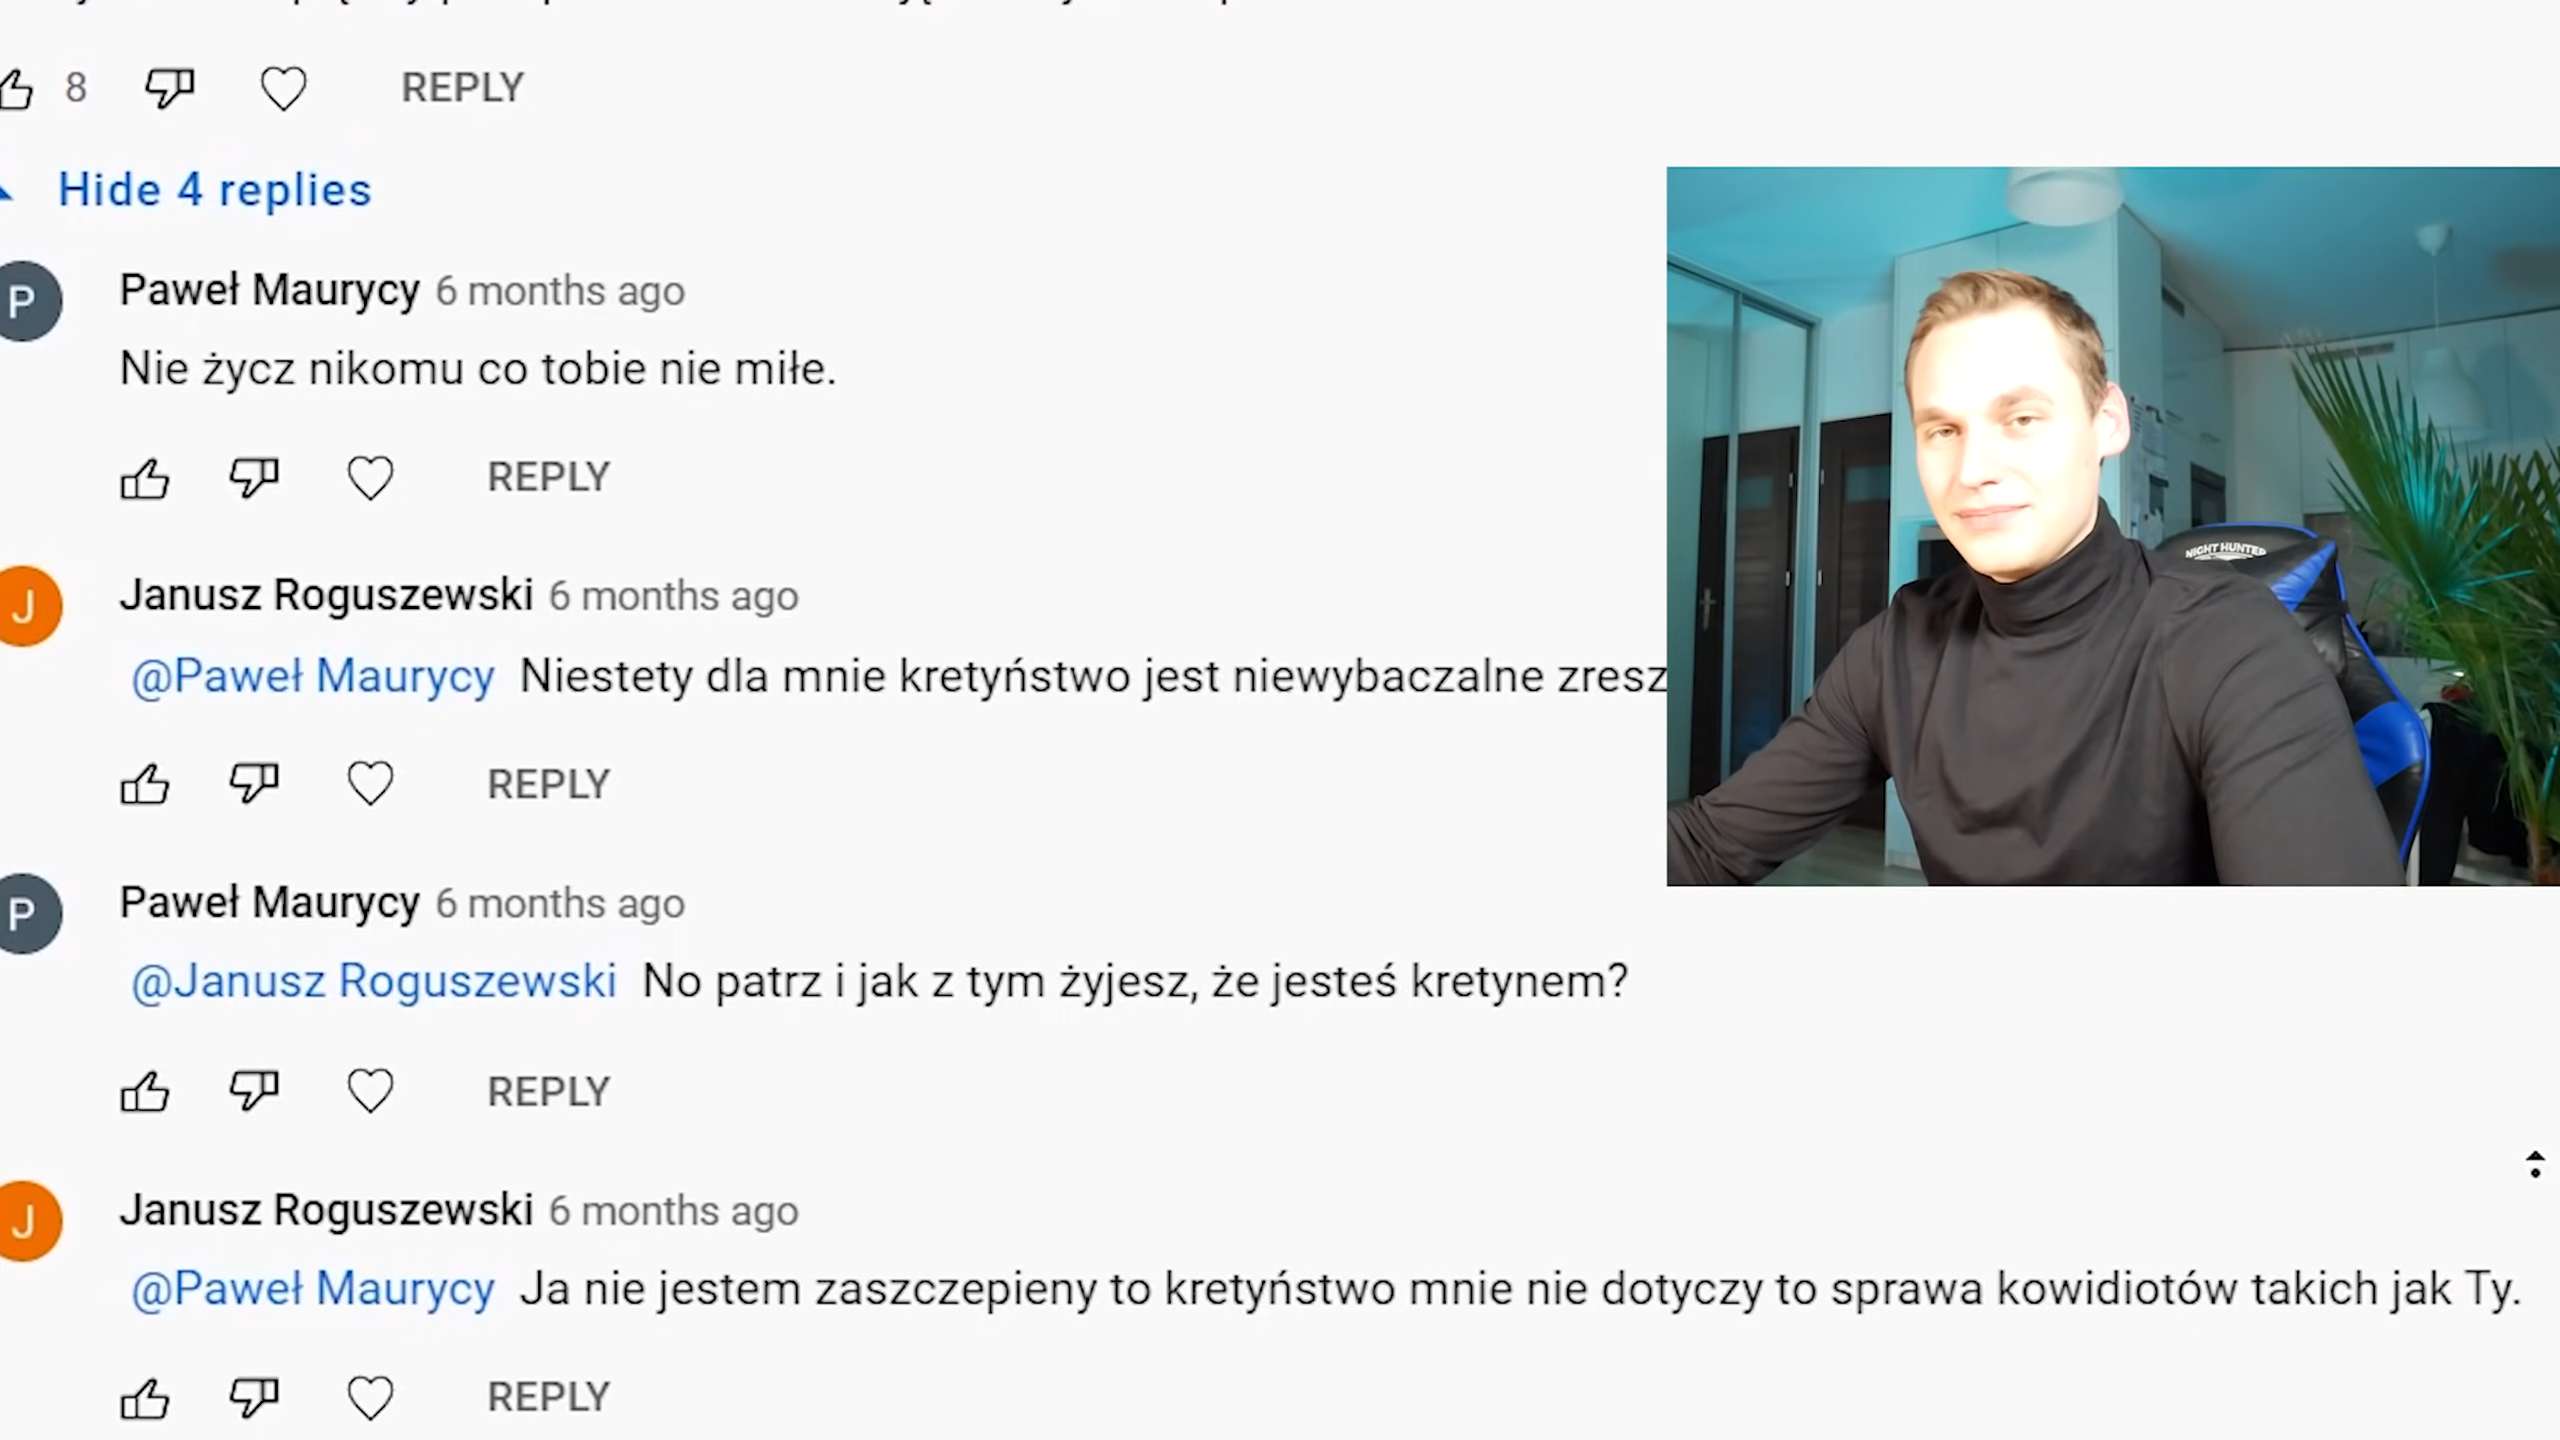 8 REPLY
Hide 4 replies
P
Paweł Maurycy 6 months ago
Nie życz nikomu co tobie nie miłe.
REPLY
J
Janusz Roguszewski 6 months ago
@Paweł Maurycy Niestety dla mnie kretyństwo jest niewybaczalne zresz
REPLY
NIGHT HUNTER
P
Paweł Maurycy 6 months ago
@Janusz Roguszewski No patrz i jak z tym żyjesz, że jesteś kretynem?
REPLY
J
Janusz Roguszewski 6 months ago
@Paweł Maurycy Ja nie jestem zaszczepieny to kretyństwo mnie nie dotyczy to sprawa kowidiotów takich jak Ty.
REPLY